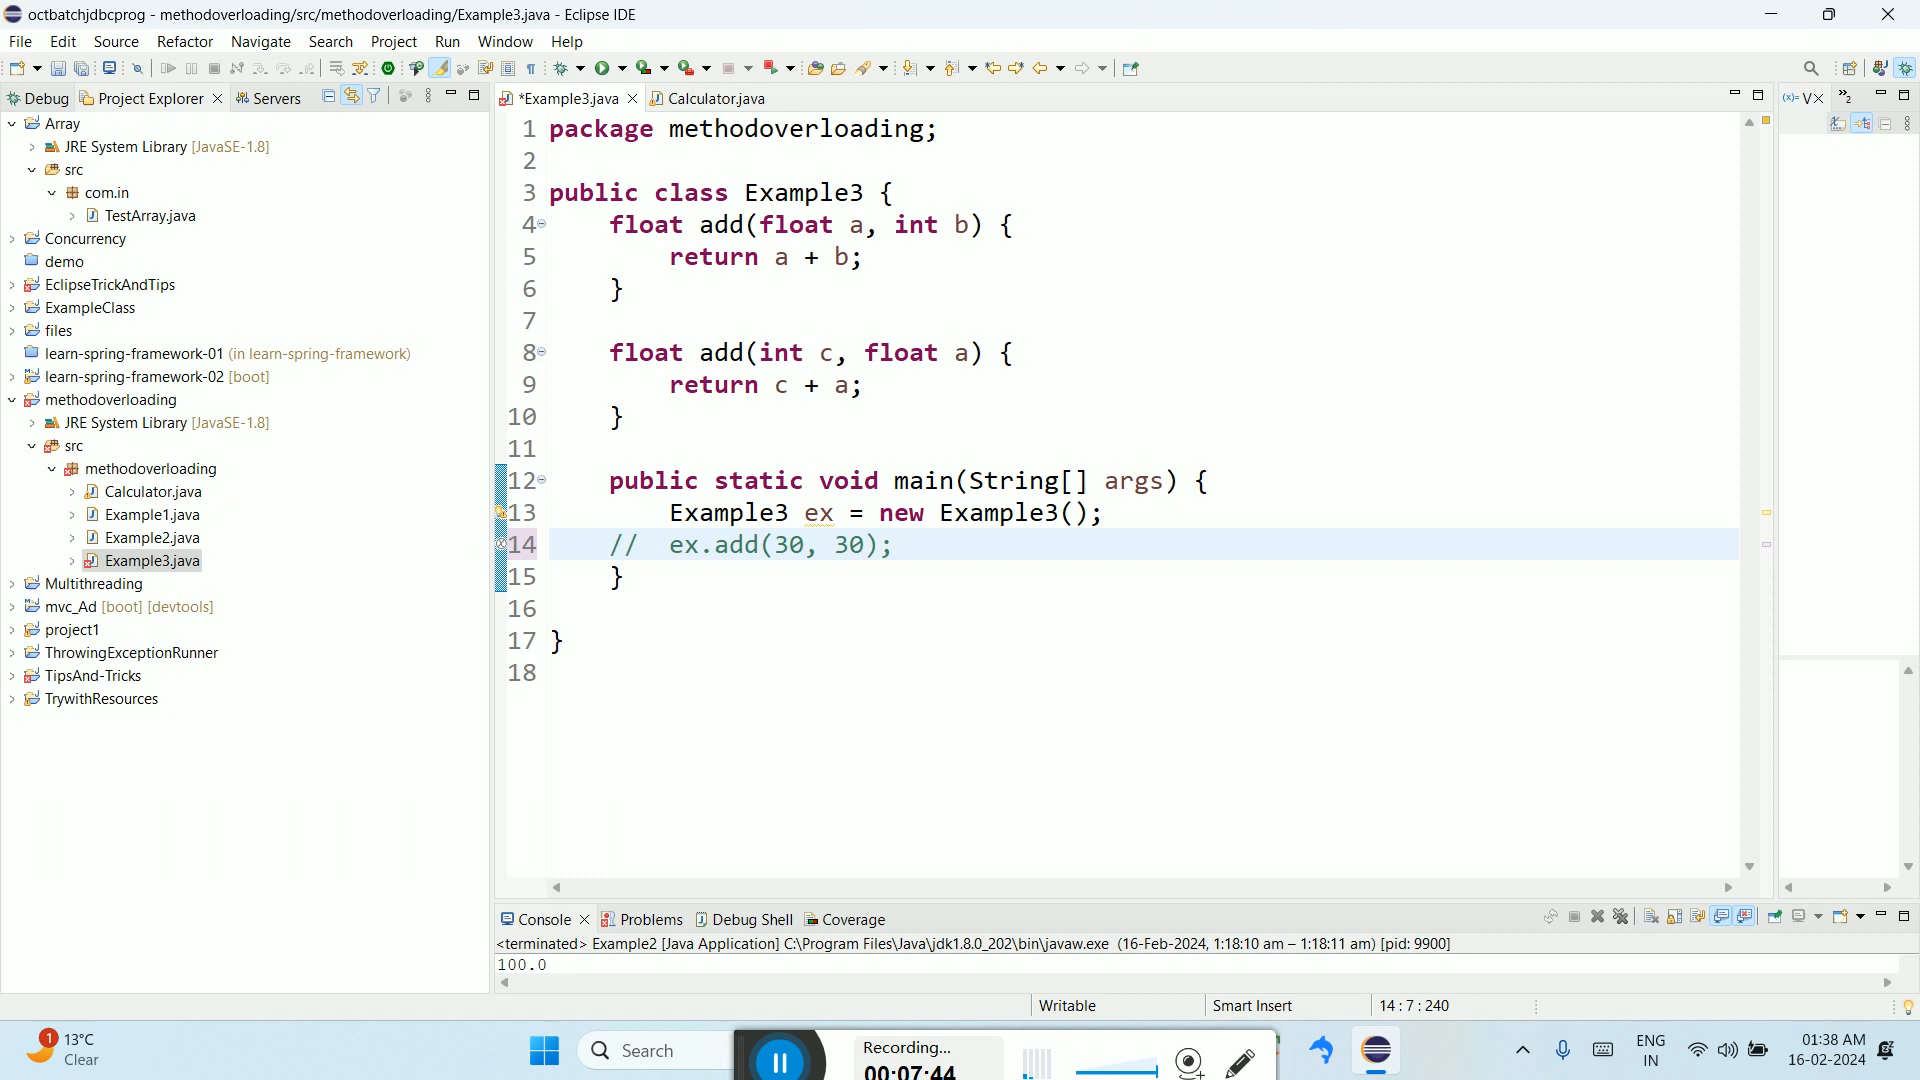 octbatchjdbcprog - methodoverloading/src/methodoverloading/Example3.java - Eclipse IDE
File Edit Source Refactor Navigate Search Project Run Window Help
Debug Project Explorer Servers
Array
JRE System Library [JavaSE-1.8]
src
com.in
TestArray.java
Concurrency
demo
EclipseTrickAndTips
ExampleClass
files
learn-spring-framework-01 (in learn-spring-framework)
learn-spring-framework-02 [boot]
methodoverloading
JRE System Library [JavaSE-1.8]
src
methodoverloading
Calculator.java
Example1.java
Example2.java
Example3.java
Multithreading
mvc_Ad [boot] [devtools]
project1
ThrowingExceptionRunner
TipsAnd-Tricks
TrywithResources
*Example3.java Calculator.java
1 package methodoverloading;
2
3 public class Example3 {
4 float add(float a, int b) {
5 return a + b;
6 }
7
8 float add(int c, float a) {
9 return c + a;
10 }
11
12 public static void main(String[] args) {
13 Example3 ex = new Example3();
14 // ex.add(30, 30);
15 }
16
17 }
18
(x)= V »2
Console Problems Debug Shell Coverage
<terminated> Example2 [Java Application] C:\Program Files\Java\jdk1.8.0_202\bin\javaw.exe (16-Feb-2024, 1:18:10 am – 1:18:11 am) [pid: 9900]
100.0
Writable Smart Insert 14 : 7 : 240
1
13°C
Clear
Search
Recording...
00:07:44
ENG
IN
01:38 AM
16-02-2024